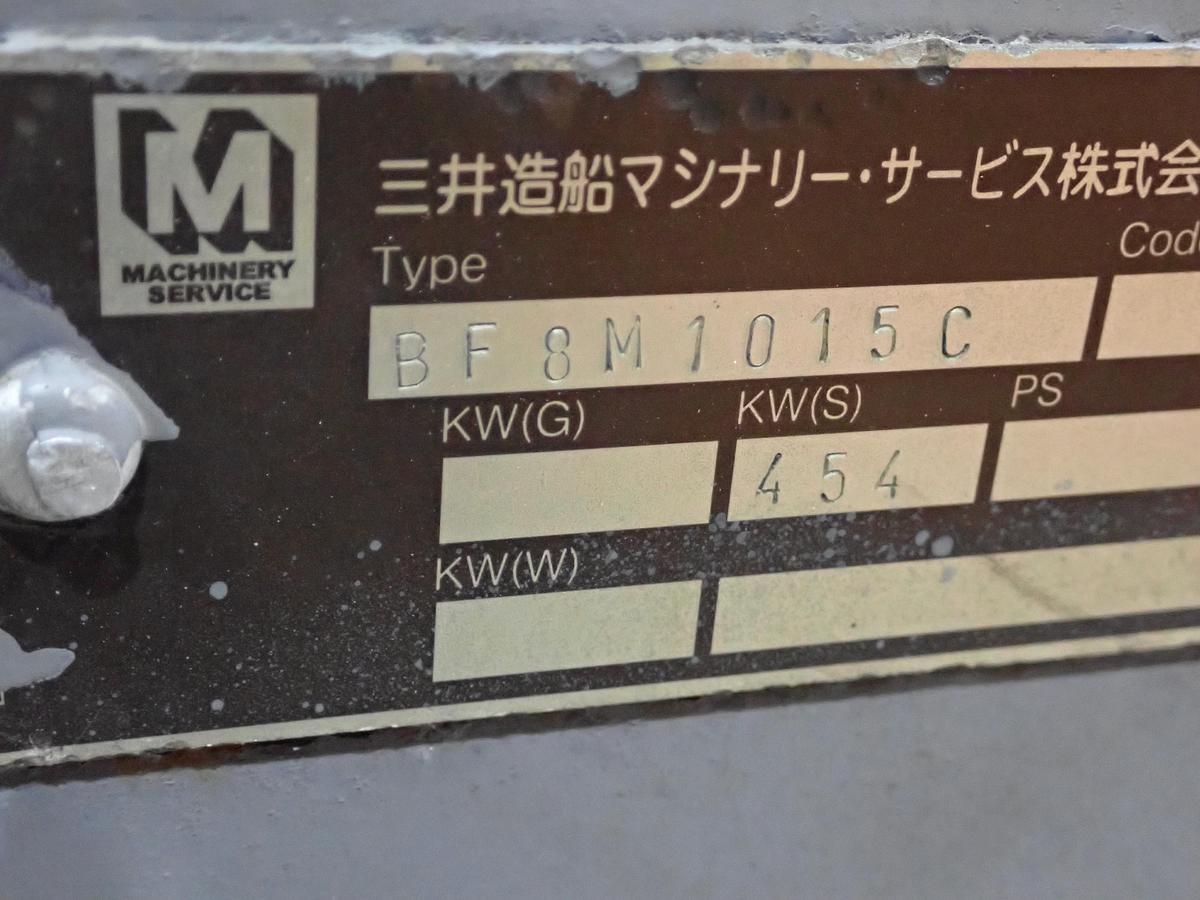 M
MACHINERY
SERVICE
三井造船マシナリー・サービス株式会
Type
Cod
BF8M1015C
KW(G)
KW(S)
PS
454
KW(W)